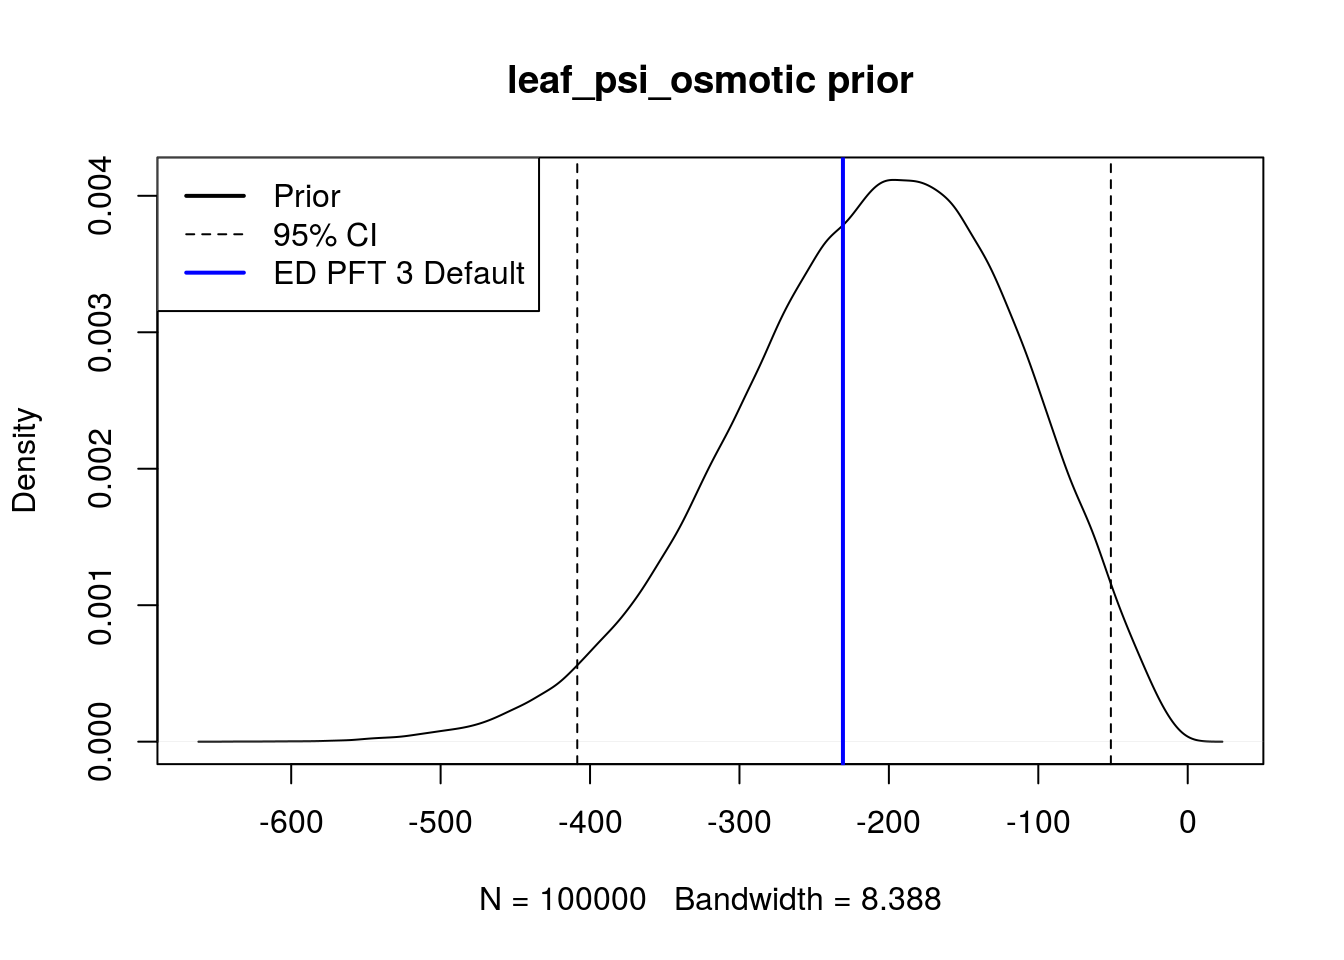 leaf_psi_osmotic prior
Prior
95% CI
ED PFT 3 Default
Density
0.004
0.003
0.002
0.001
0.000
-600 -500 -400 -300 -200 -100 0
N = 100000 Bandwidth = 8.388